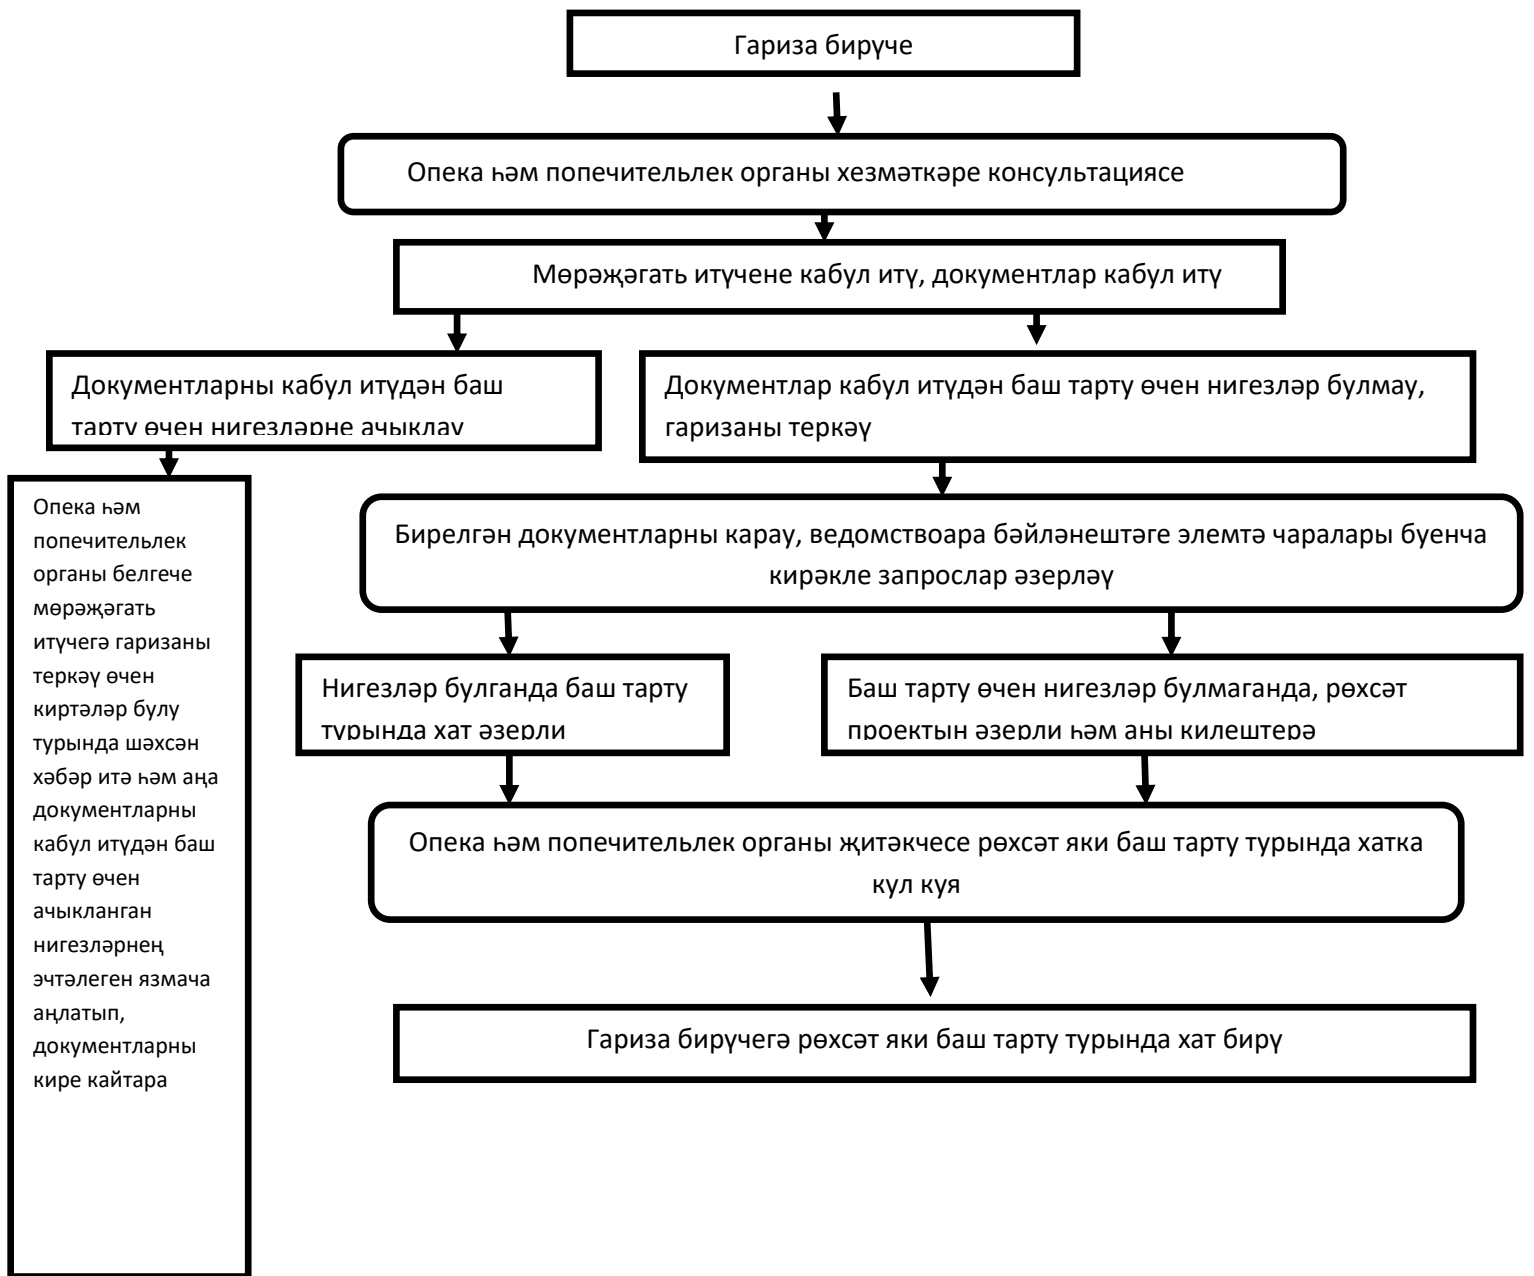 Гариза бирүче
Опека һәм попечительлек органы хезмәткәре консультациясе
Мөрәҗәгать итүчене кабул итү, документлар кабул итү
Документларны кабул итүдән баш
тарту өчен нигезләрне ачыклау
Документлар кабул итүдән баш тарту өчен нигезләр булмау,
гаризаны теркәү
Опека һәм
попечительлек
органы белгече
мөрәҗәгать
итүчегә гаризаны
теркәү өчен
киртәләр булу
турында шәхсән
хәбәр итә һәм аңа
документларны
кабул итүдән баш
тарту өчен
ачыкланган
нигезләрнең
эчтәлеген язмача
аңлатып,
документларны
кире кайтара
Бирелгән документларны карау, ведомствоара бәйләнештәге элемтә чаралары буенча
кирәкле запрослар әзерләү
Нигезләр булганда баш тарту
турында хат әзерли
Баш тарту өчен нигезләр булмаганда, рөхсәт
проектын әзерли һәм аны килештерә
Опека һәм попечительлек органы җитәкчесе рөхсәт яки баш тарту турында хатка
кул куя
Гариза бирүчегә рөхсәт яки баш тарту турында хат бирү